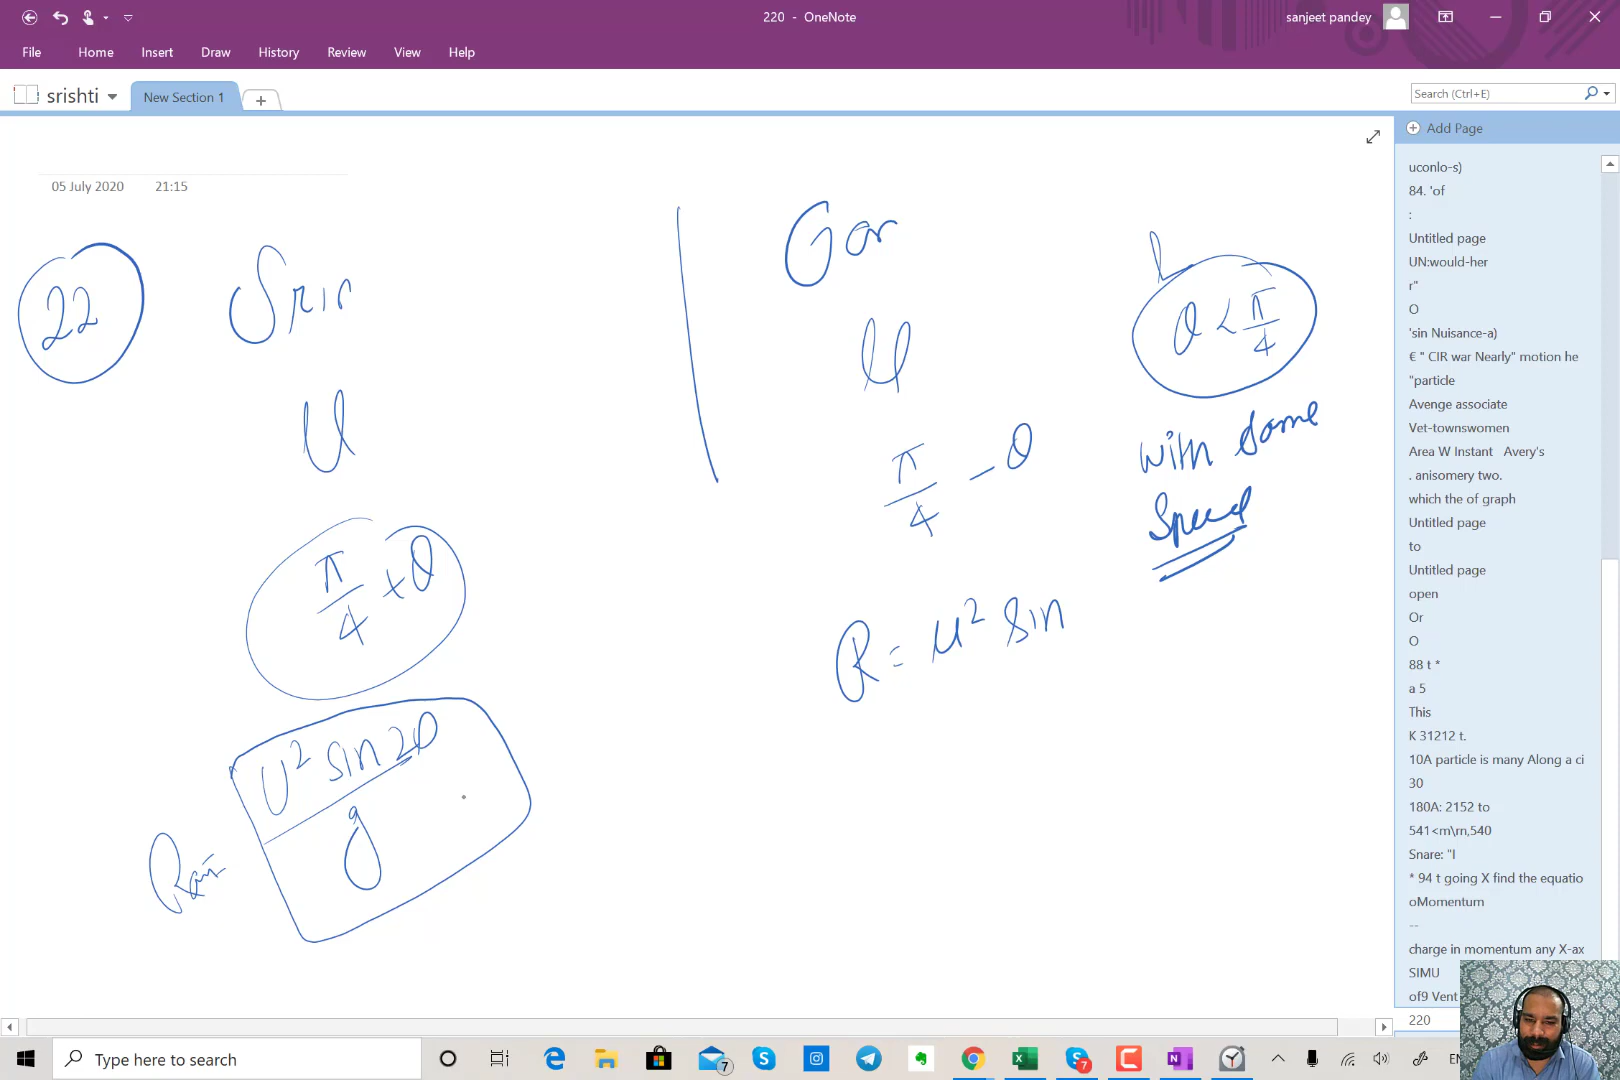 220 - OneNote
sanjeet pandey
File Home Insert Draw History Review View Help
srishti
New Section 1
Search (Ctrl+E)
Add Page
05 July 2020 21:15
22
U
π/4 + θ
U² sin 2θ
g
U
π/4 - θ
R = u² sin
θ < π/4
with same
speed
uconlo-s)
84. 'of
:
Untitled page
UN:would-her
r"
O
'sin Nuisance-a)
€ " CIR war Nearly" motion he
"particle
Avenge associate
Vet-townswomen
Area W Instant Avery's
. anisomery two.
which the of graph
Untitled page
to
Untitled page
open
Or
O
88 t *
a 5
This
K 31212 t.
10A particle is many Along a ci
30
180A: 2152 to
541<m\rn,540
Snare: "I
* 94 t going X find the equatio
oMomentum
--
charge in momentum any X-ax
SIMU
of9 Vent
220
Type here to search
7
7